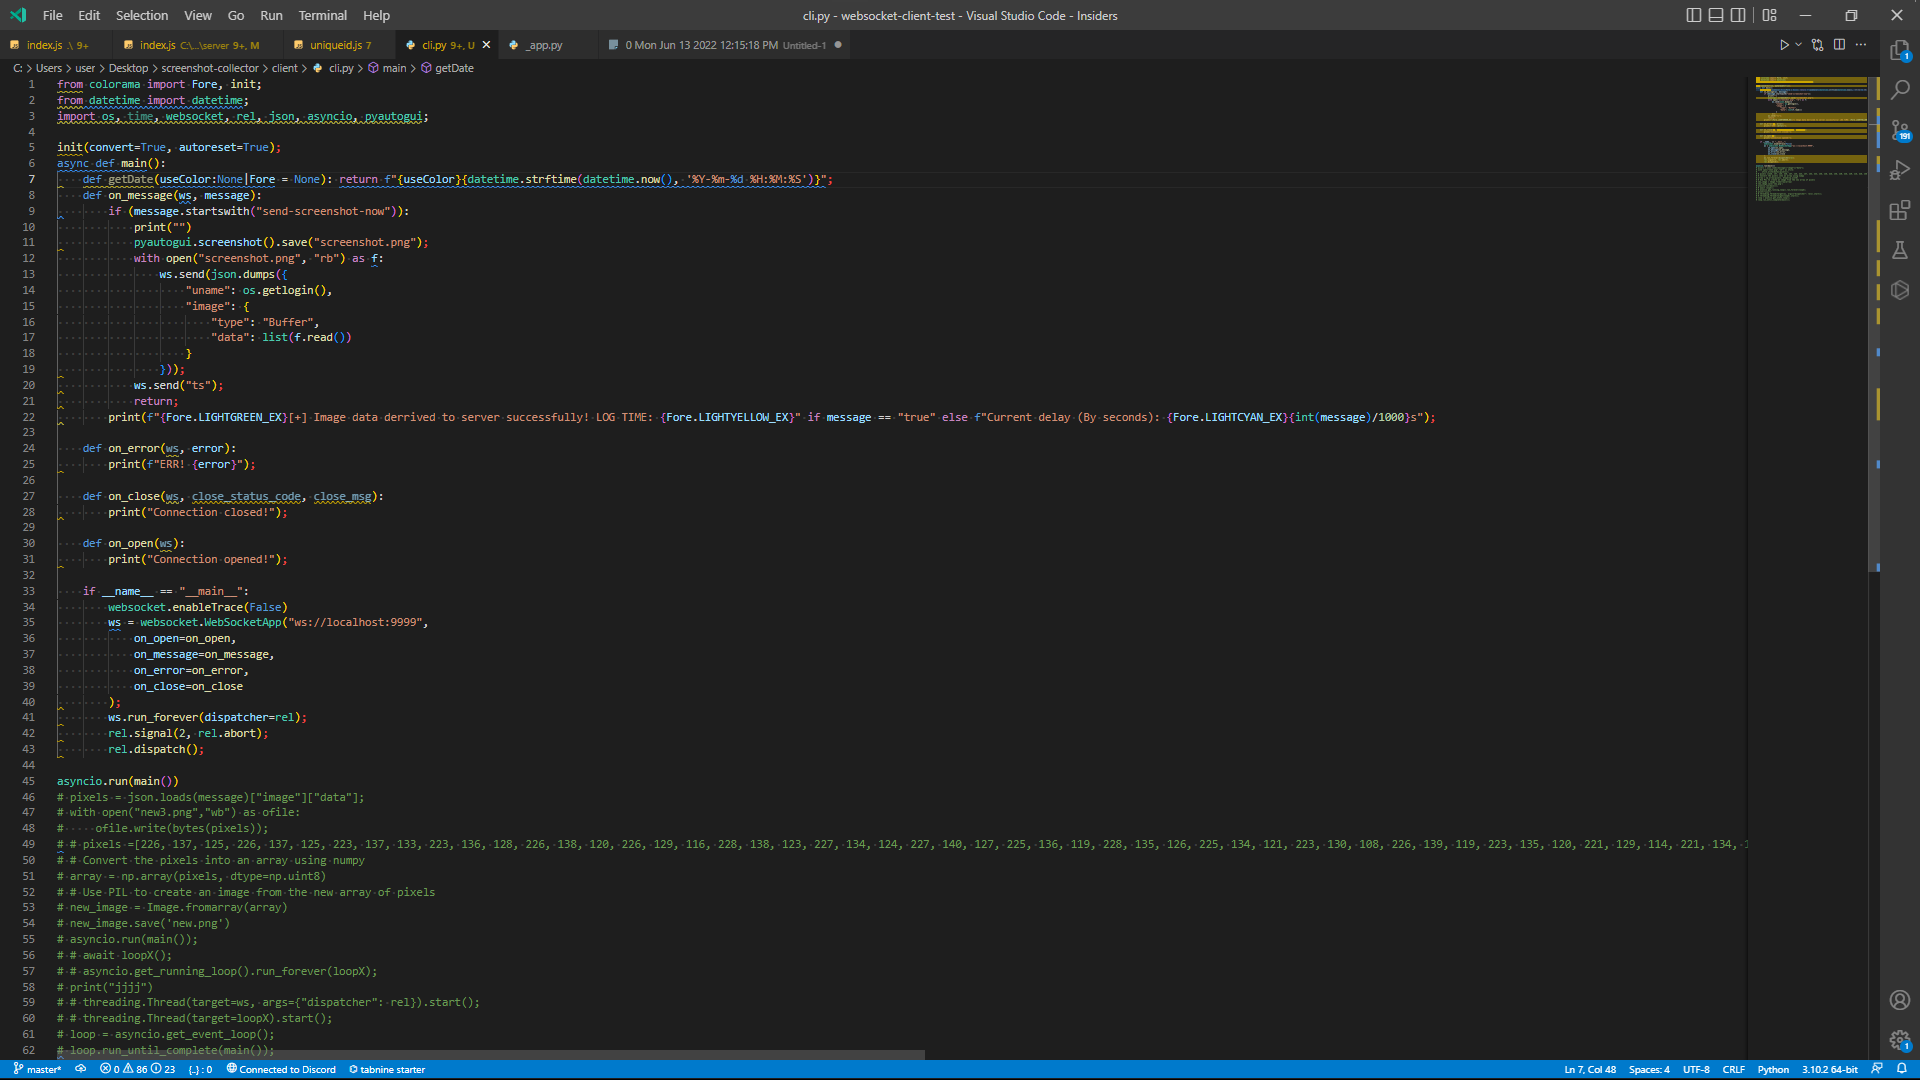 File Edit Selection View Go Run Terminal Help
cli.py - websocket-client-test - Visual Studio Code - Insiders
index.js .\ 9+
index.js C:\...\server 9+, M
uniqueid.js 7
cli.py 9+, U
_app.py
0 Mon Jun 13 2022 12:15:18 PM Untitled-1
C: > Users > user > Desktop > screenshot-collector > client > cli.py > main > getDate
1 from colorama import Fore, init;
2 from datetime import datetime;
3 import os, time, websocket, rel, json, asyncio, pyautogui;
4
5 init(convert=True, autoreset=True);
6 async def main():
7 def getDate(useColor:None|Fore = None): return f"{useColor}{datetime.strftime(datetime.now(), '%Y-%m-%d %H:%M:%S')}";
8 def on_message(ws, message):
9 if (message.startswith("send-screenshot-now")):
10 print("")
11 pyautogui.screenshot().save("screenshot.png");
12 with open("screenshot.png", "rb") as f:
13 ws.send(json.dumps({
14 "uname": os.getlogin(),
15 "image": {
16 "type": "Buffer",
17 "data": list(f.read())
18 }
19 }));
20 ws.send("ts");
21 return;
22 print(f"{Fore.LIGHTGREEN_EX}[+] Image data derrived to server successfully! LOG TIME: {Fore.LIGHTYELLOW_EX}" if message == "true" else f"Current delay (By seconds): {Fore.LIGHTCYAN_EX}{int(message)/1000}s");
23
24 def on_error(ws, error):
25 print(f"ERR! {error}");
26
27 def on_close(ws, close_status_code, close_msg):
28 print("Connection closed!");
29
30 def on_open(ws):
31 print("Connection opened!");
32
33 if __name__ == "__main__":
34 websocket.enableTrace(False)
35 ws = websocket.WebSocketApp("ws://localhost:9999",
36 on_open=on_open,
37 on_message=on_message,
38 on_error=on_error,
39 on_close=on_close
40 );
41 ws.run_forever(dispatcher=rel);
42 rel.signal(2, rel.abort);
43 rel.dispatch();
44
45 asyncio.run(main())
46 # pixels = json.loads(message)["image"]["data"];
47 # with open("new3.png","wb") as ofile:
48 # ofile.write(bytes(pixels));
49 # # pixels =[226, 137, 125, 226, 137, 125, 223, 137, 133, 223, 136, 128, 226, 138, 120, 226, 129, 116, 228, 138, 123, 227, 134, 124, 227, 140, 127, 225, 136, 119, 228, 135, 126, 225, 134, 121, 223, 130, 108, 226, 139, 119, 223, 135, 120, 221, 129, 114, 221, 134,
50 # # Convert the pixels into an array using numpy
51 # array = np.array(pixels, dtype=np.uint8)
52 # # Use PIL to create an image from the new array of pixels
53 # new_image = Image.fromarray(array)
54 # new_image.save('new.png')
55 # asyncio.run(main());
56 # # await loopX();
57 # # asyncio.get_running_loop().run_forever(loopX);
58 # print("jjjj")
59 # # threading.Thread(target=ws, args={"dispatcher": rel}).start();
60 # # threading.Thread(target=loopX).start();
61 # loop = asyncio.get_event_loop();
62 # loop.run_until_complete(main());
1
191
1
master* 0 86 23 {..} : 0 Connected to Discord tabnine starter
Ln 7, Col 48 Spaces: 4 UTF-8 CRLF Python 3.10.2 64-bit